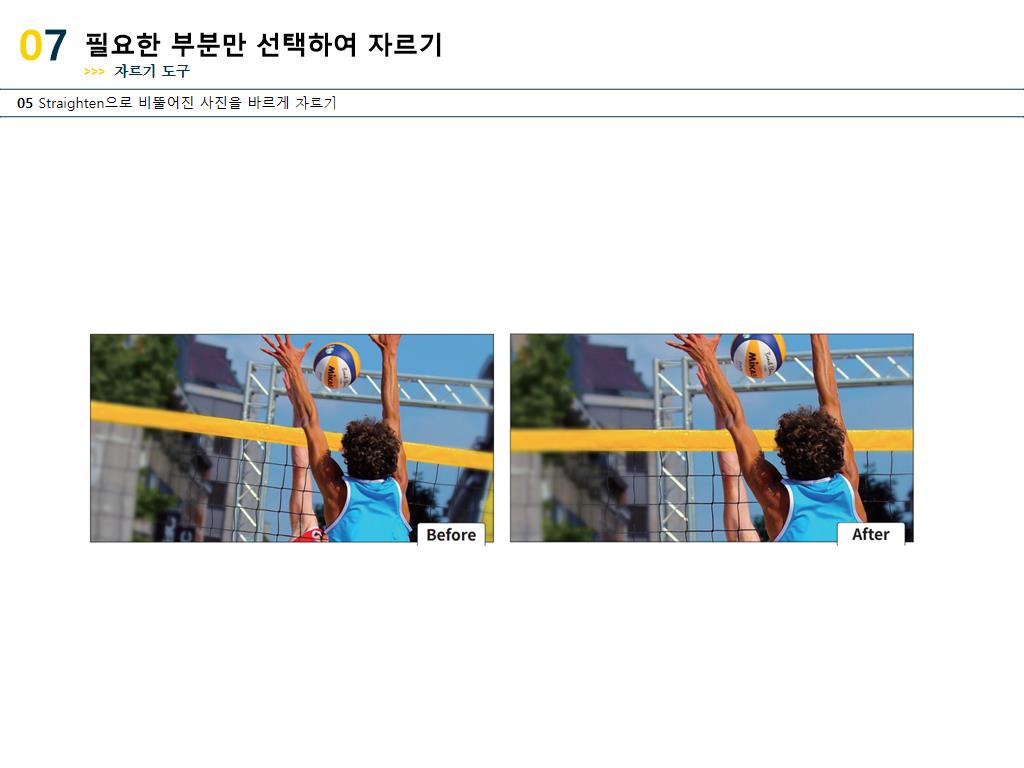 07 필요한 부분만 선택하여 자르기
>>> 자르기 도구
05 Straighten으로 비뚤어진 사진을 바르게 자르기
MIKASA
Before
After